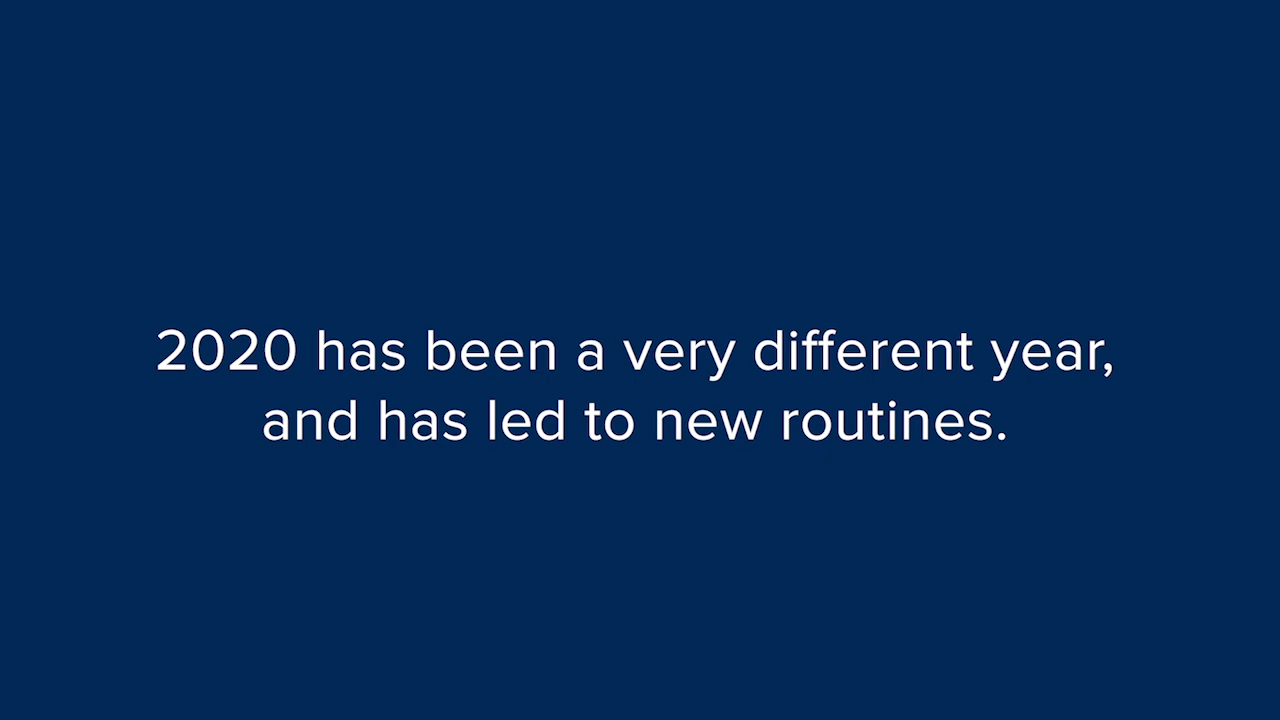 2020 has been a very different year,
and has led to new routines.